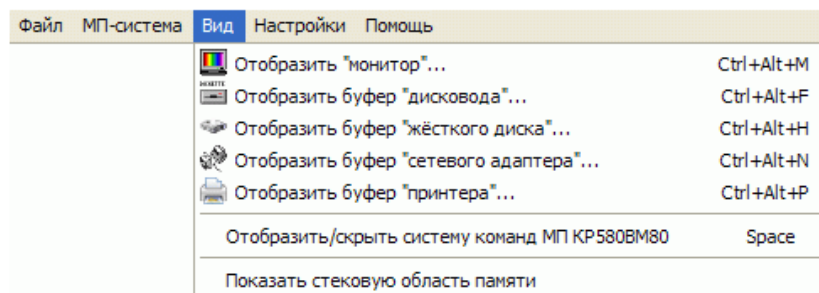 Файл МП-система Вид Настройки Помощь
Отобразить "монитор"... Ctrl+Alt+M
Отобразить буфер "дисковода"... Ctrl+Alt+F
Отобразить буфер "жёсткого диска"... Ctrl+Alt+H
Отобразить буфер "сетевого адаптера"... Ctrl+Alt+N
Отобразить буфер "принтера"... Ctrl+Alt+P
Отобразить/скрыть систему команд МП КР580ВМ80 Space
Показать стековую область памяти